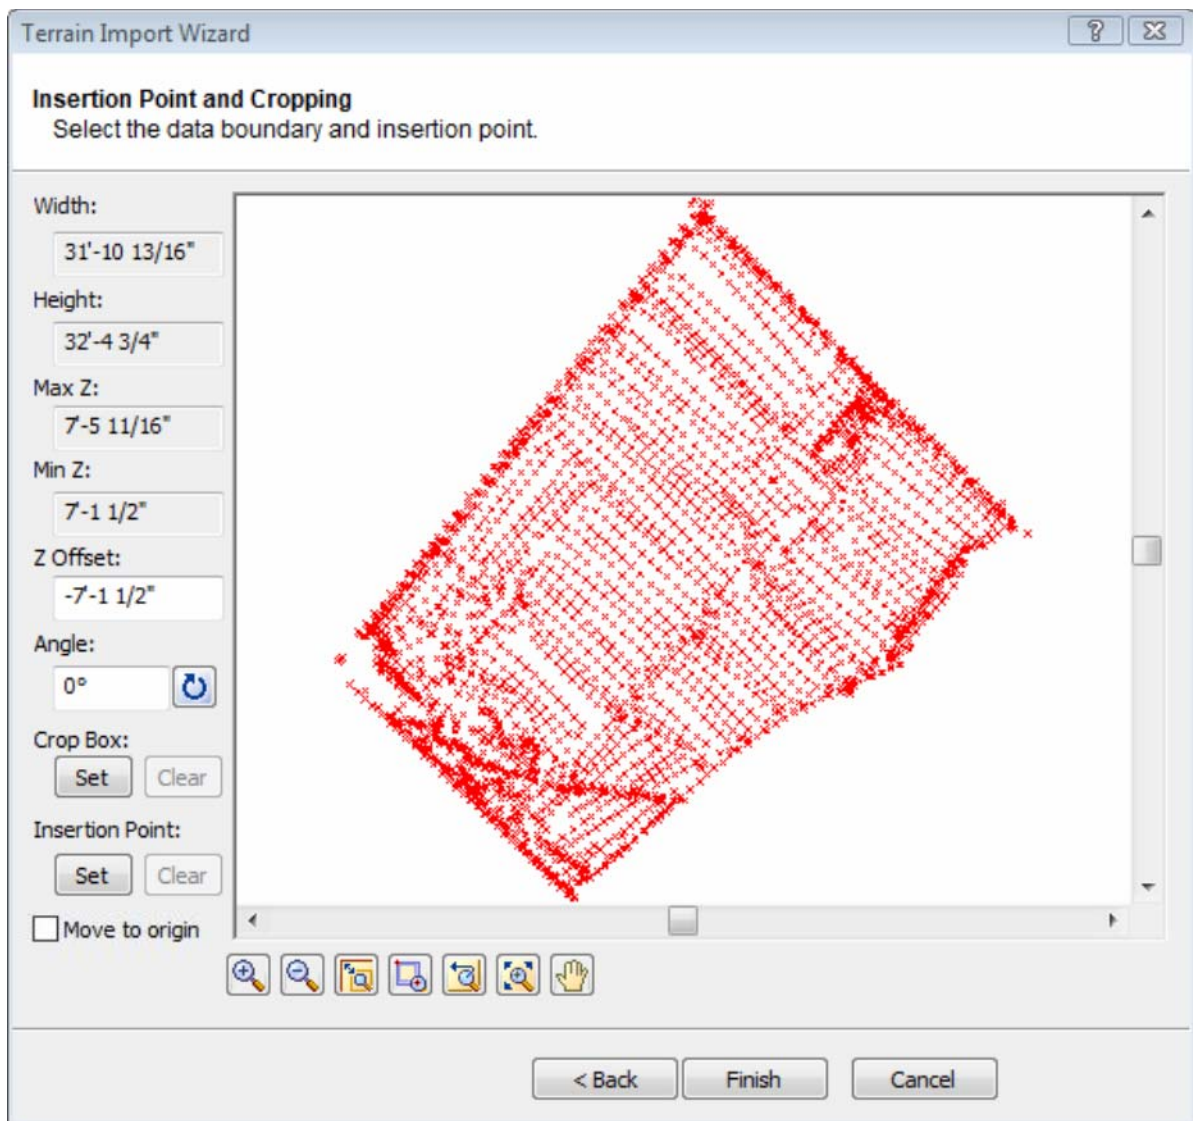 Terrain Import Wizard
Insertion Point and Cropping
Select the data boundary and insertion point.
Width:
31'-10 13/16"
Height:
32'-4 3/4"
Max Z:
7'-5 11/16"
Min Z:
7'-1 1/2"
Z Offset:
-7'-1 1/2"
Angle:
0°
Crop Box:
Set Clear
Insertion Point:
Set Clear
Move to origin
< Back Finish Cancel